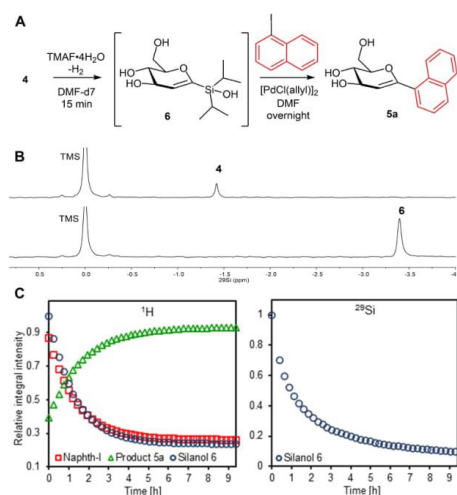 A
4
TMAF•4H₂O
-H₂
DMF-d7
15 min
HO
HO
HO
O
Si
OH
6
I
[PdCl(allyl)]₂
DMF
overnight
HO
HO
HO
O
5a
B
TMS
4
TMS
6
0.5 0.0 -0.5 -1.0 -1.5 -2.0 -2.5 -3.0 -3.5 -4.0
29Si (ppm)
C
¹H
Relative integral intensity
0.9
0.7
0.5
0.3
0.1
Naphth-I Product 5a Silanol 6
0 1 2 3 4 5 6 7 8 9
Time [h]
²⁹Si
1
0.8
0.6
0.4
0.2
0
Silanol 6
0 1 2 3 4 5 6 7 8 9
Time [h]